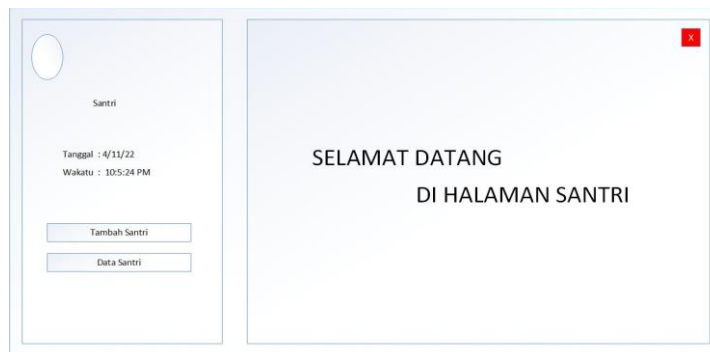 Santri
Tanggal : 4/11/22
Wakatu : 10:5:24 PM
Tambah Santri
Data Santri
X
SELAMAT DATANG
DI HALAMAN SANTRI